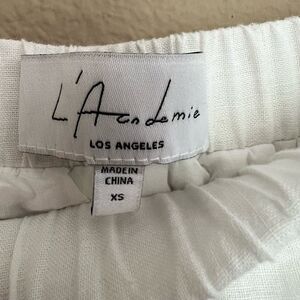 L'Academie
LOS ANGELES
MADE IN
CHINA
XS